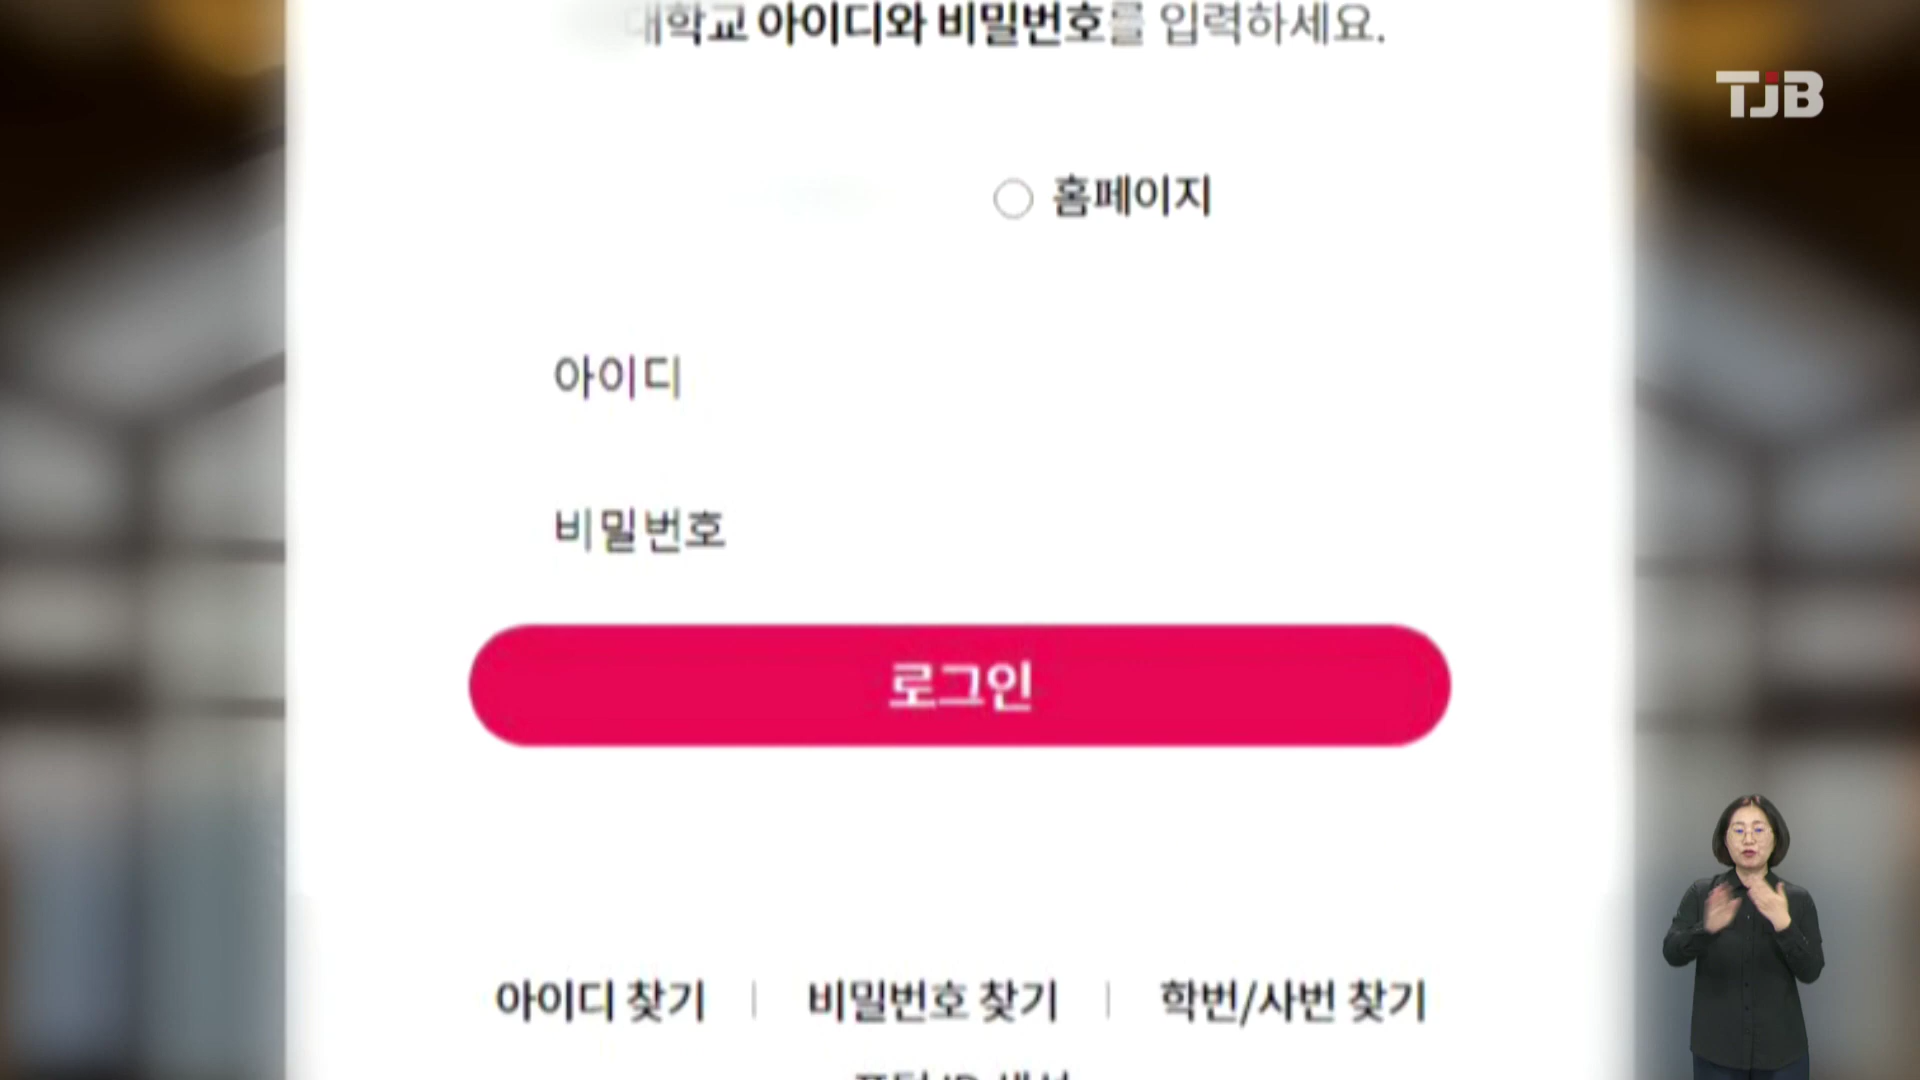 대학교 아이디와 비밀번호를 입력하세요.
TJB
홈페이지
아이디
비밀번호
로그인
아이디 찾기 | 비밀번호 찾기 | 학번/사번 찾기